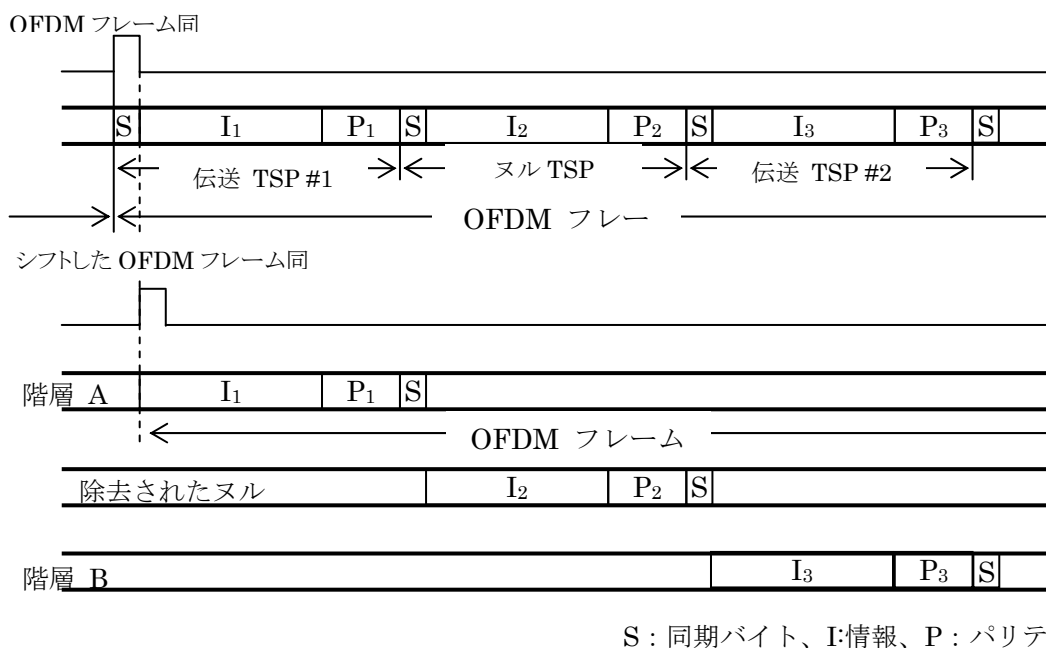 OFDM フレーム同
S I₁ P₁ S I₂ P₂ S I₃ P₃ S
伝送 TSP #1 ヌル TSP 伝送 TSP #2
OFDM フレー
シフトした OFDM フレーム同
階層 A I₁ P₁ S
OFDM フレーム
除去されたヌル I₂ P₂ S
階層 B I₃ P₃ S
S：同期バイト、I:情報、P：パリテ